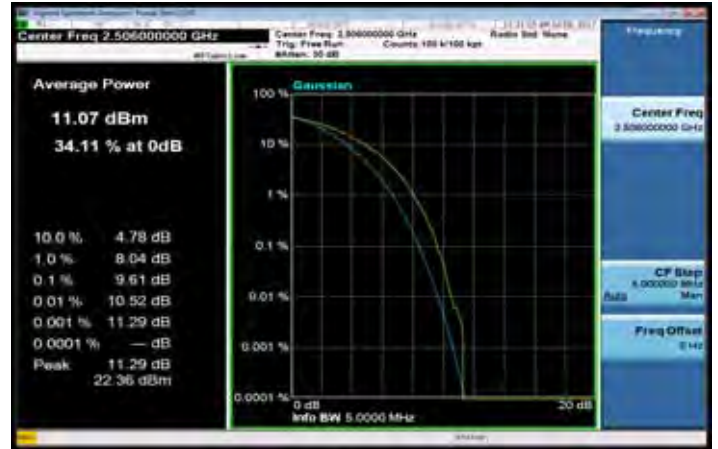 Center Freq 2.506000000 GHz
Center Freq: 2.506000000 GHz
Radio Std: None
Trig: Free Run
Counts: 100 k/100 kpt
#Atten: 30 dB
Frequency
Average Power
11.07 dBm
34.11 % at 0dB
10.0 % 4.78 dB
1.0 % 8.04 dB
0.1 % 9.61 dB
0.01 % 10.52 dB
0.001 % 11.29 dB
0.0001 % — dB
Peak 11.29 dB
22.36 dBm
Gaussian
100 %
10 %
1 %
0.1 %
0.01 %
0.001 %
0.0001 %
0 dB
20 dB
Info BW 5.0000 MHz
Center Freq
2.506000000 GHz
CF Step
5.000000 MHz
Auto Man
Freq Offset
0 Hz